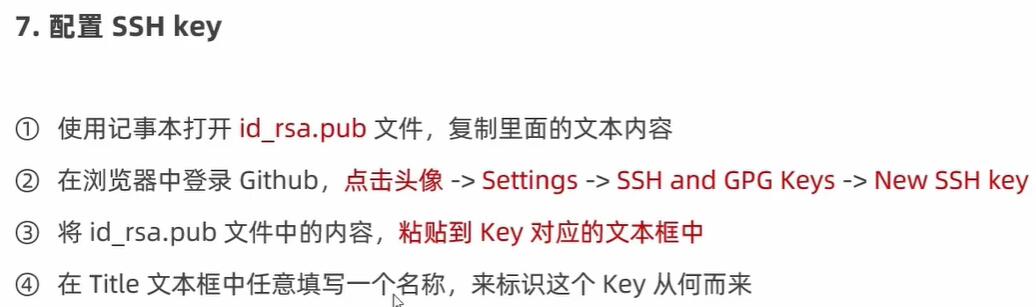 7. 配置 SSH key
① 使用记事本打开 id_rsa.pub 文件，复制里面的文本内容
② 在浏览器中登录 Github，点击头像 -> Settings -> SSH and GPG Keys -> New SSH key
③ 将 id_rsa.pub 文件中的内容，粘贴到 Key 对应的文本框中
④ 在 Title 文本框中任意填写一个名称，来标识这个 Key 从何而来